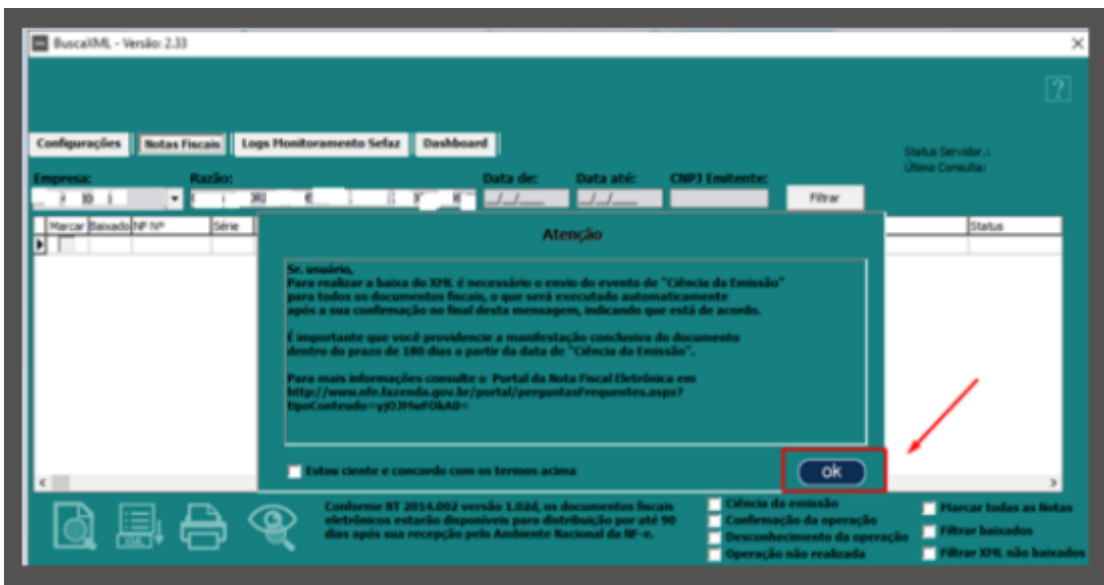 BuscaXML - Versão: 2.33
?
Configurações Notas Fiscais Logs Monitoramento Sefaz Dashboard
Status Servidor.:
Última Consulta:
Empresa: Razão: Data de: Data até: CNPJ Emitente:
__/__/____ __/__/____ Filtrar
Marcar Baixado NF Nº Série Status
Atenção
Sr. usuário,
Para realizar a baixa do XML é necessário o envio do evento de "Ciência da Emissão"
para todos os documentos fiscais, o que será executado automaticamente
após a sua confirmação no final desta mensagem, indicando que está de acordo.
É importante que você providencie a manifestação conclusiva do documento
dentro do prazo de 180 dias a partir da data de "Ciência da Emissão".
Para mais informações consulte o Portal da Nota Fiscal Eletrônica em
http://www.nfe.fazenda.gov.br/portal/perguntasFrequentes.aspx?
Estou ciente e concordo com os termos acima
ok
XML
Conforme NT 2014.002 versão 1.02d, os documentos fiscais
eletrônicos estarão disponíveis para distribuição por até 90
dias após sua recepção pelo Ambiente Nacional da NF-e.
Ciência da emissão
Confirmação da operação
Desconhecimento da operação
Operação não realizada
Marcar todas as Notas
Filtrar baixados
Filtrar XML não baixados